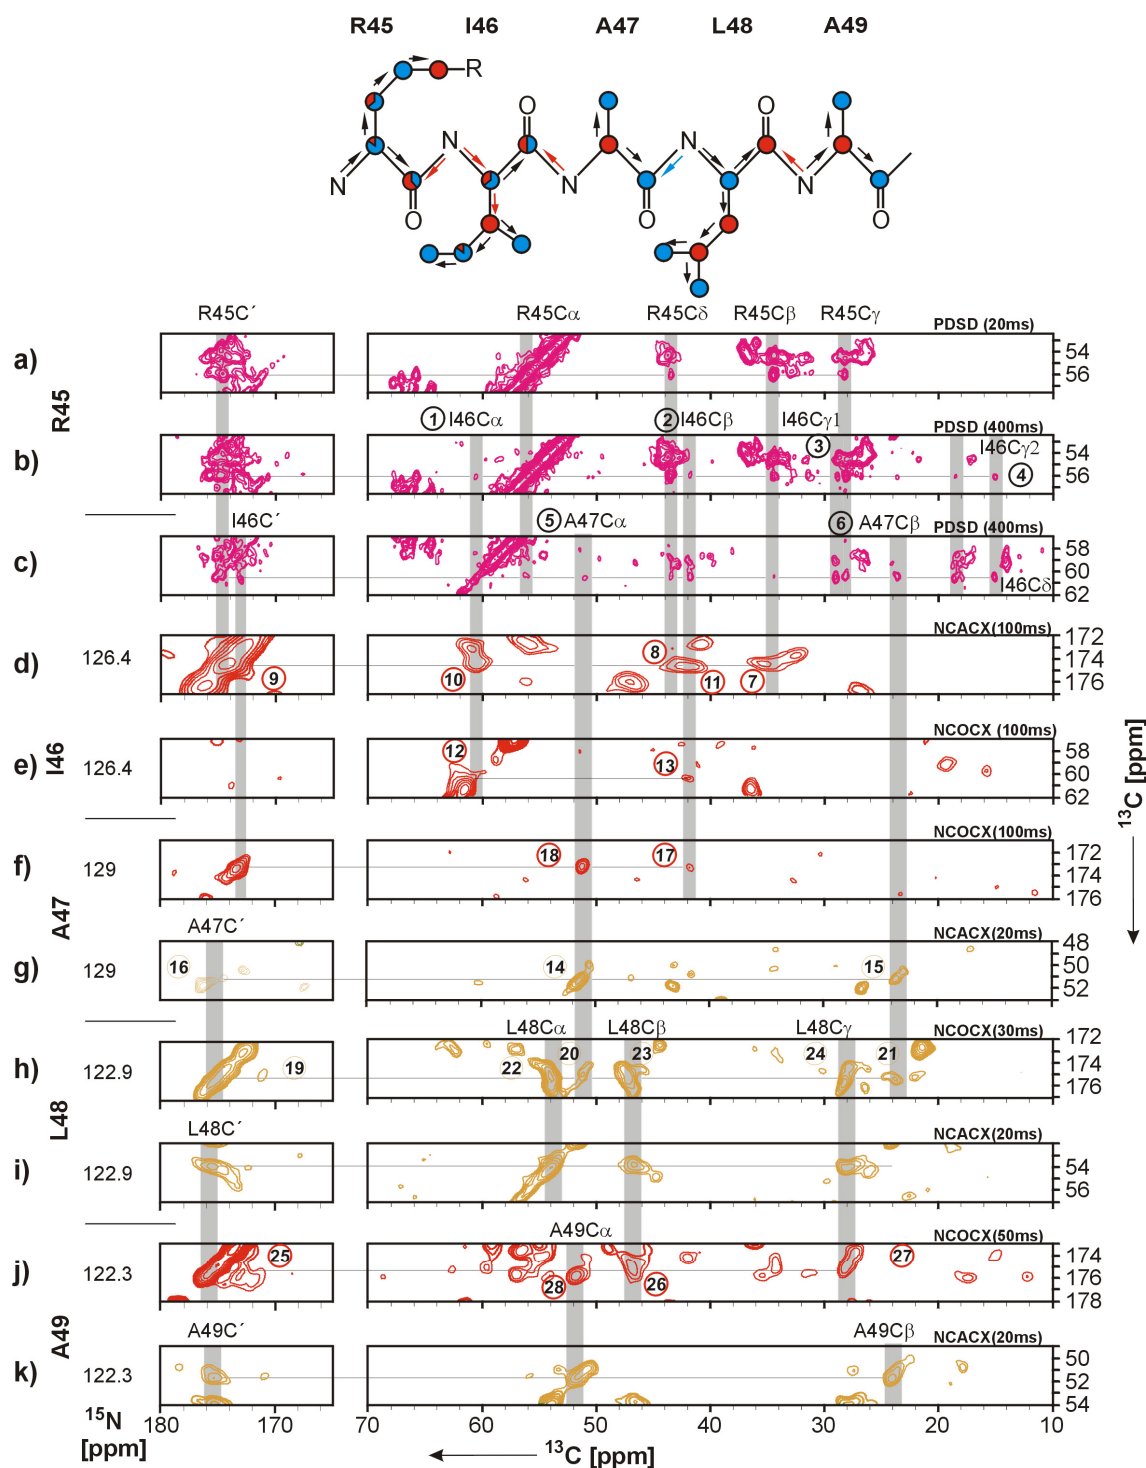 R45 I46 A47 L48 A49
R
O O
N N N
N N N
O O O
R45C´ R45Cα R45Cδ R45Cβ R45Cγ
PDSD (20ms)
a) 54
56
R45
1 I46Cα 2 I46Cβ I46Cγ1 PDSD (400ms)
b) 3 I46Cγ2 54
4 56
I46C´ 5 A47Cα 6 A47Cβ PDSD (400ms)
c) 58
60
I46Cδ 62
NCACX(100ms)
d) 126.4 8 172
174
9 10 11 7 176
I46
NCOCX (100ms)
e) 126.4 12 13 58
60
62
13C [ppm]
NCOCX(100ms)
f) 129 18 17 172
174
176
A47
A47C´ NCACX(20ms)
g) 129 16 14 15 48
50
52
L48Cα L48Cβ L48Cγ NCOCX(30ms)
h) 122.9 19 22 20 23 24 21 172
174
176
L48
L48C´ NCACX(20ms)
i) 122.9 54
56
A49Cα NCOCX(50ms)
j) 122.3 25 28 26 27 174
176
178
A49
A49C´ A49Cβ NCACX(20ms)
k) 122.3 50
52
54
15N
[ppm]
180 170 70 60 50 40 30 20 10
13C [ppm]